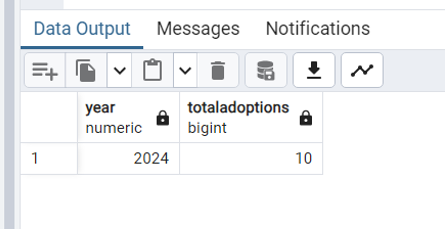 Data Output Messages Notifications
year totaladoptions
numeric bigint
1 2024 10